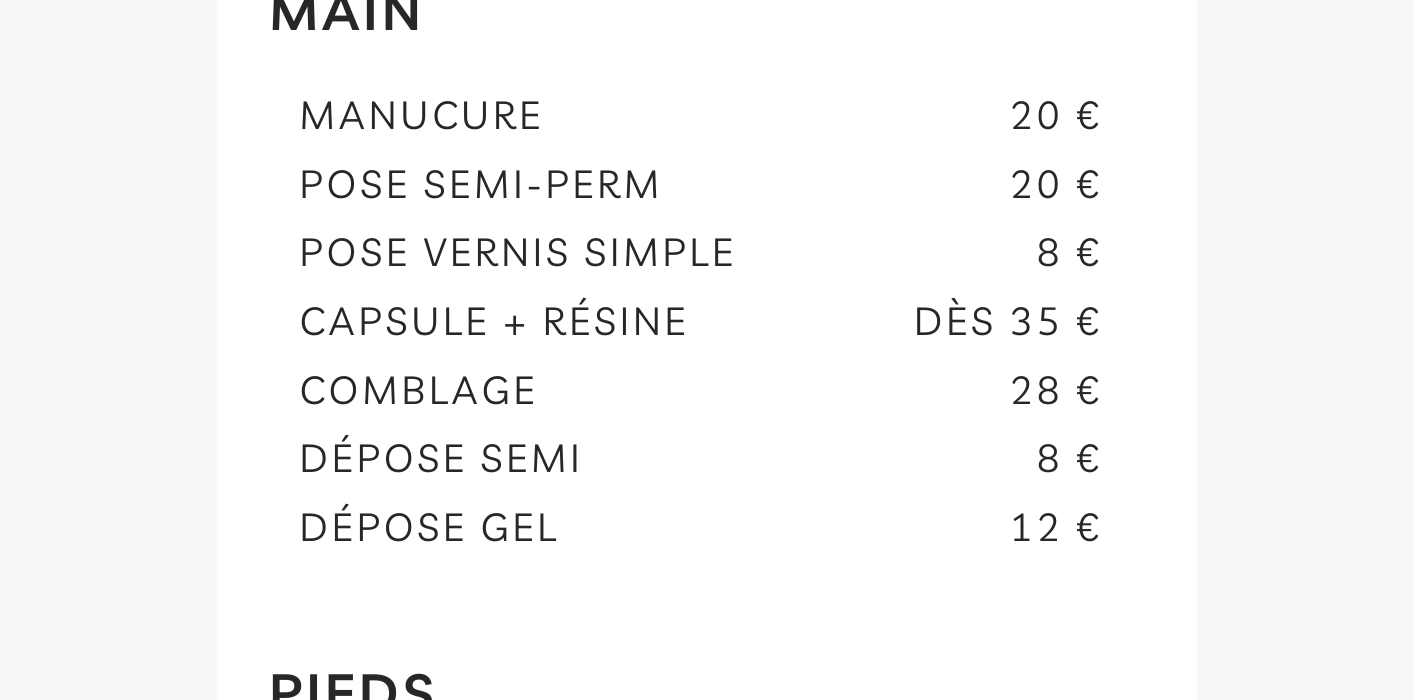 MAIN
MANUCURE 20 €
POSE SEMI-PERM 20 €
POSE VERNIS SIMPLE 8 €
CAPSULE + RÉSINE DÈS 35 €
COMBLAGE 28 €
DÉPOSE SEMI 8 €
DÉPOSE GEL 12 €
PIEDS